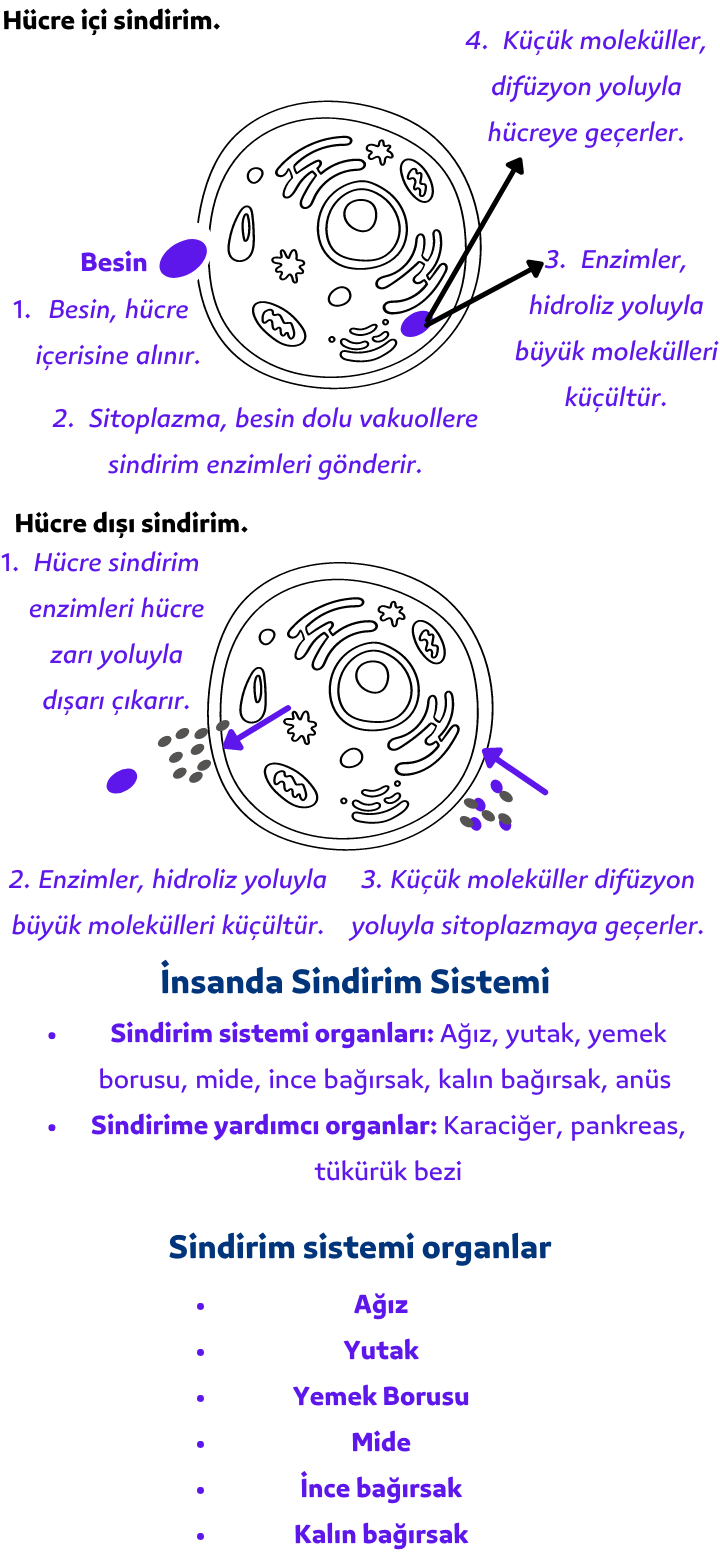 Hücre içi sindirim.
4. Küçük moleküller,
difüzyon yoluyla
hücreye geçerler.
Besin
1. Besin, hücre
içerisine alınır.
3. Enzimler,
hidroliz yoluyla
büyük molekülleri
küçültür.
2. Sitoplazma, besin dolu vakuollere
sindirim enzimleri gönderir.
Hücre dışı sindirim.
1. Hücre sindirim
enzimleri hücre
zarı yoluyla
dışarı çıkarır.
2. Enzimler, hidroliz yoluyla
büyük molekülleri küçültür.
3. Küçük moleküller difüzyon
yoluyla sitoplazmaya geçerler.
İnsanda Sindirim Sistemi
• Sindirim sistemi organları: Ağız, yutak, yemek
borusu, mide, ince bağırsak, kalın bağırsak, anüs
• Sindirime yardımcı organlar: Karaciğer, pankreas,
tükürük bezi
Sindirim sistemi organlar
• Ağız
• Yutak
• Yemek Borusu
• Mide
• İnce bağırsak
• Kalın bağırsak